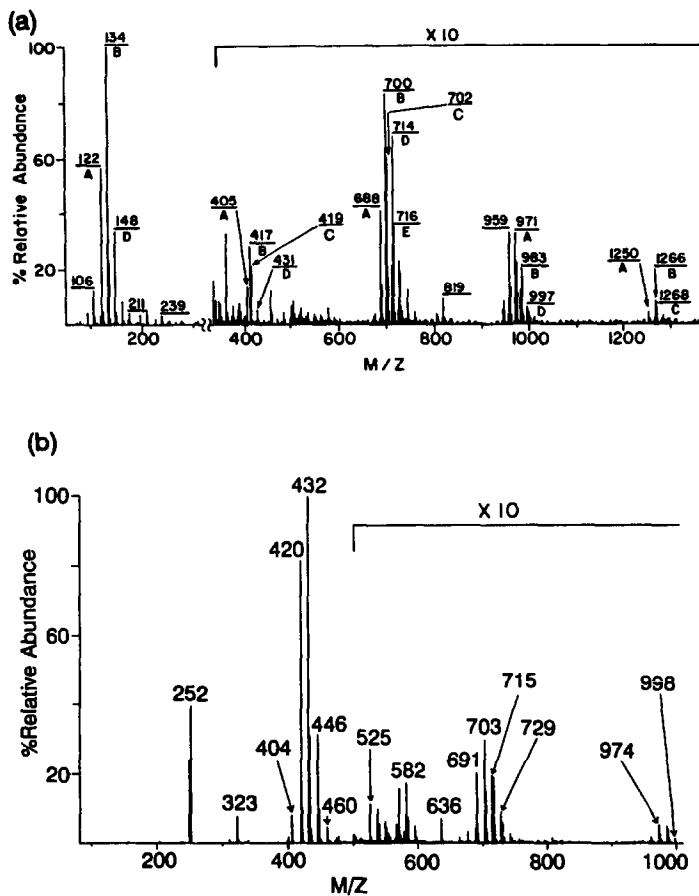 (a)
X 10
134
B
100
% Relative Abundance
60
20
122
A
148
D
106
211
239
405
A
417
B
419
C
431
D
700
B
702
C
714
D
688
A
716
E
819
959
971
A
983
B
997
D
1250
A
1266
B
1268
C
200
400
600
800
1000
1200
M/Z
(b)
X 10
100
%Relative Abundance
60
20
432
420
252
323
404
446
460
525
582
636
691
703
715
729
974
998
200
400
600
800
1000
M/Z